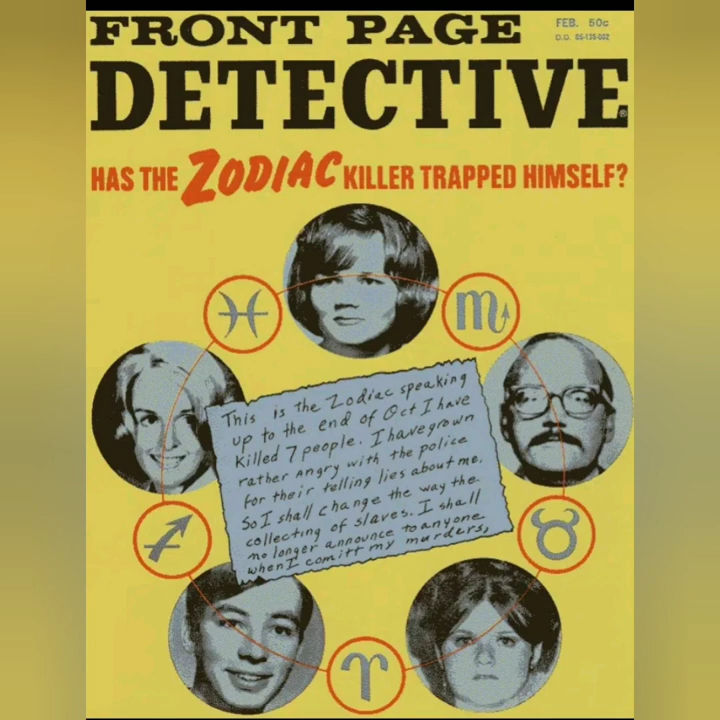 FRONT PAGE
FEB. 50c
D.D. 05-135-002
DETECTIVE®
HAS THE ZODIAC KILLER TRAPPED HIMSELF?
This is the Zodiac speaking
up to the end of Oct I have
killed 7 people. I have grown
rather angry with the police
for their telling lies about me.
So I shall change the way the
collecting of slaves. I shall
no longer announce to anyone
when I comitt my murders,